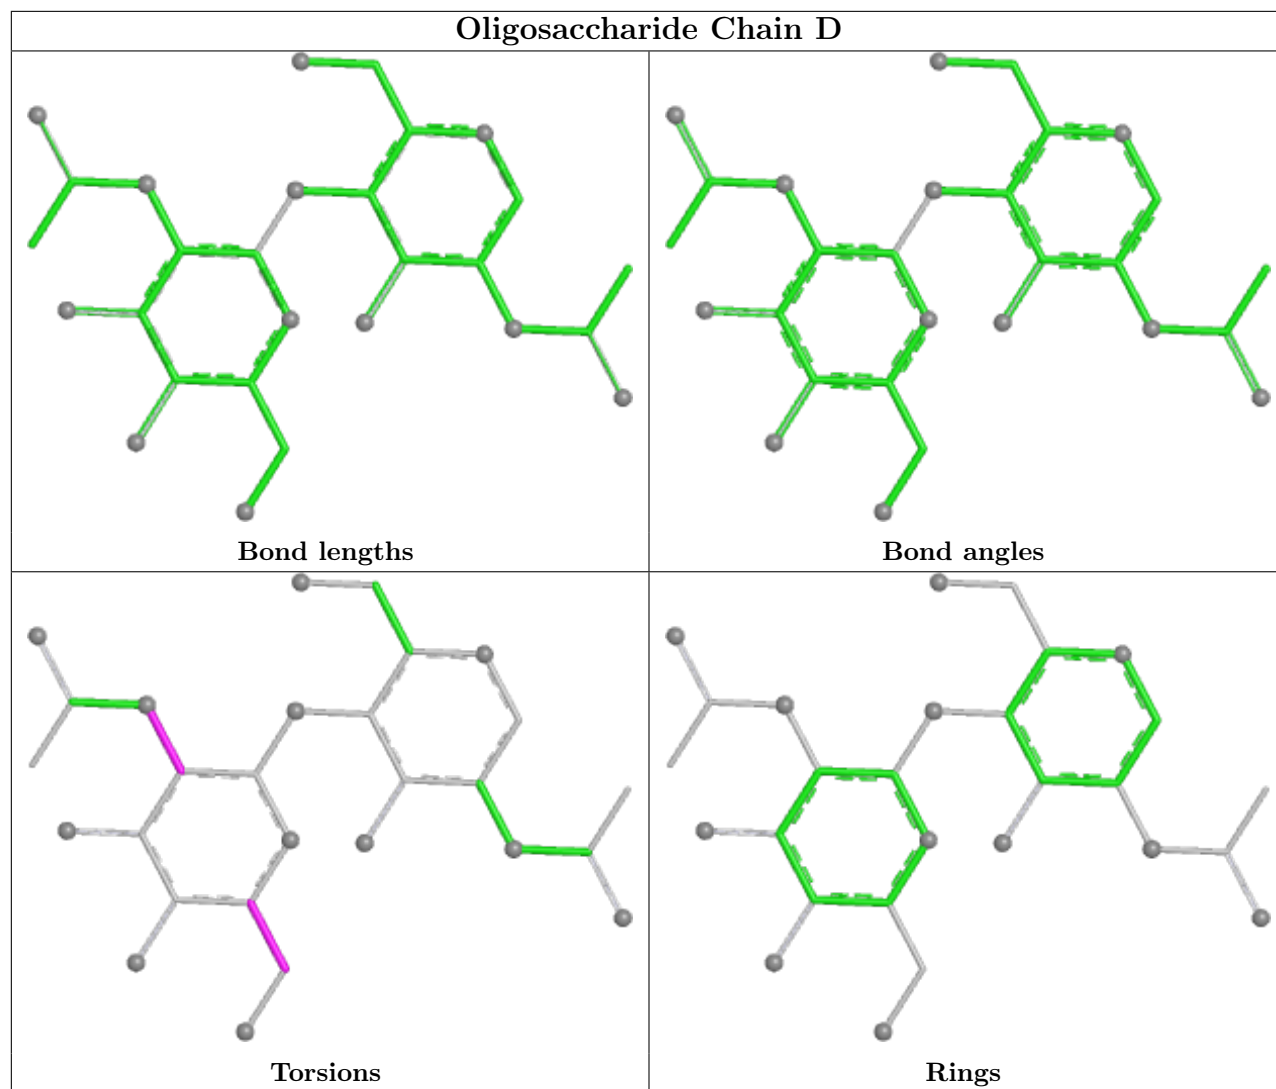 Oligosaccharide Chain D
Bond lengths
Bond angles
Torsions
Rings